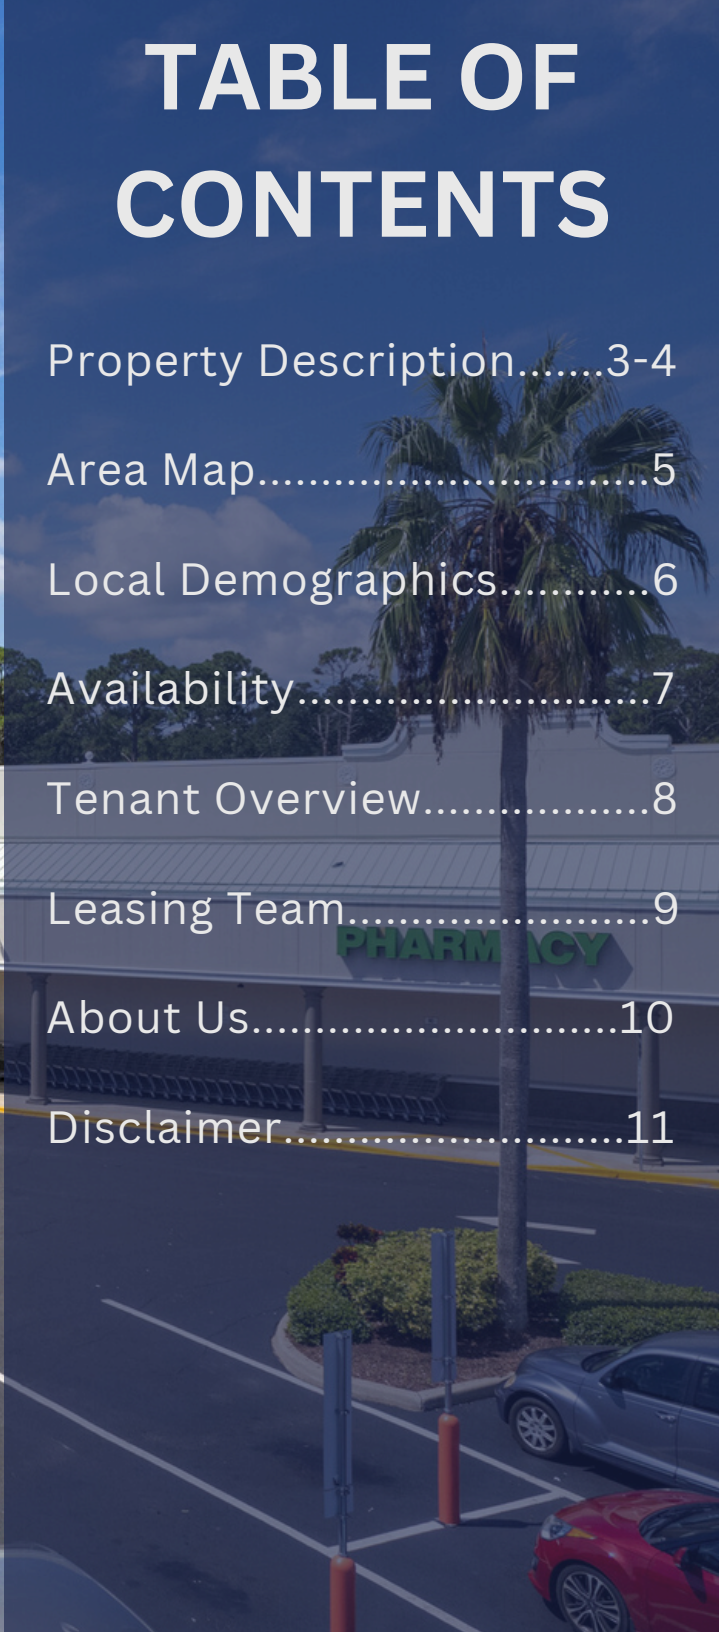 TABLE OF
CONTENTS
Property Description.......3-4
Area Map...............................5
Local Demographics............6
Availability............................7
Tenant Overview..................8
Leasing Team........................9
PHARMACY
About Us.............................10
Disclaimer...........................11